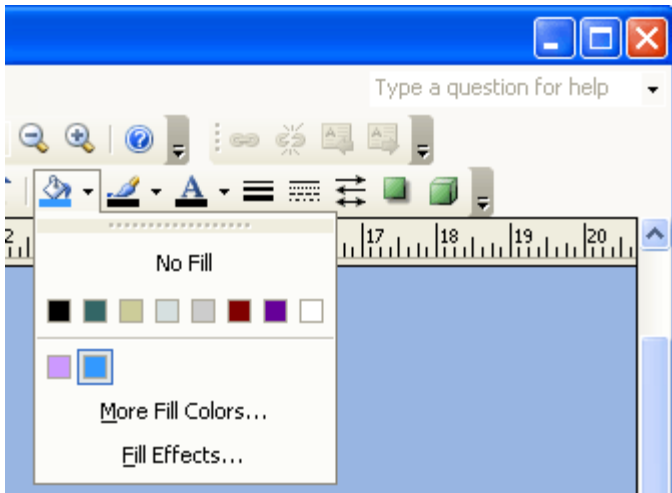 Type a question for help
A
17 18 19 20
No Fill
More Fill Colors...
Fill Effects...